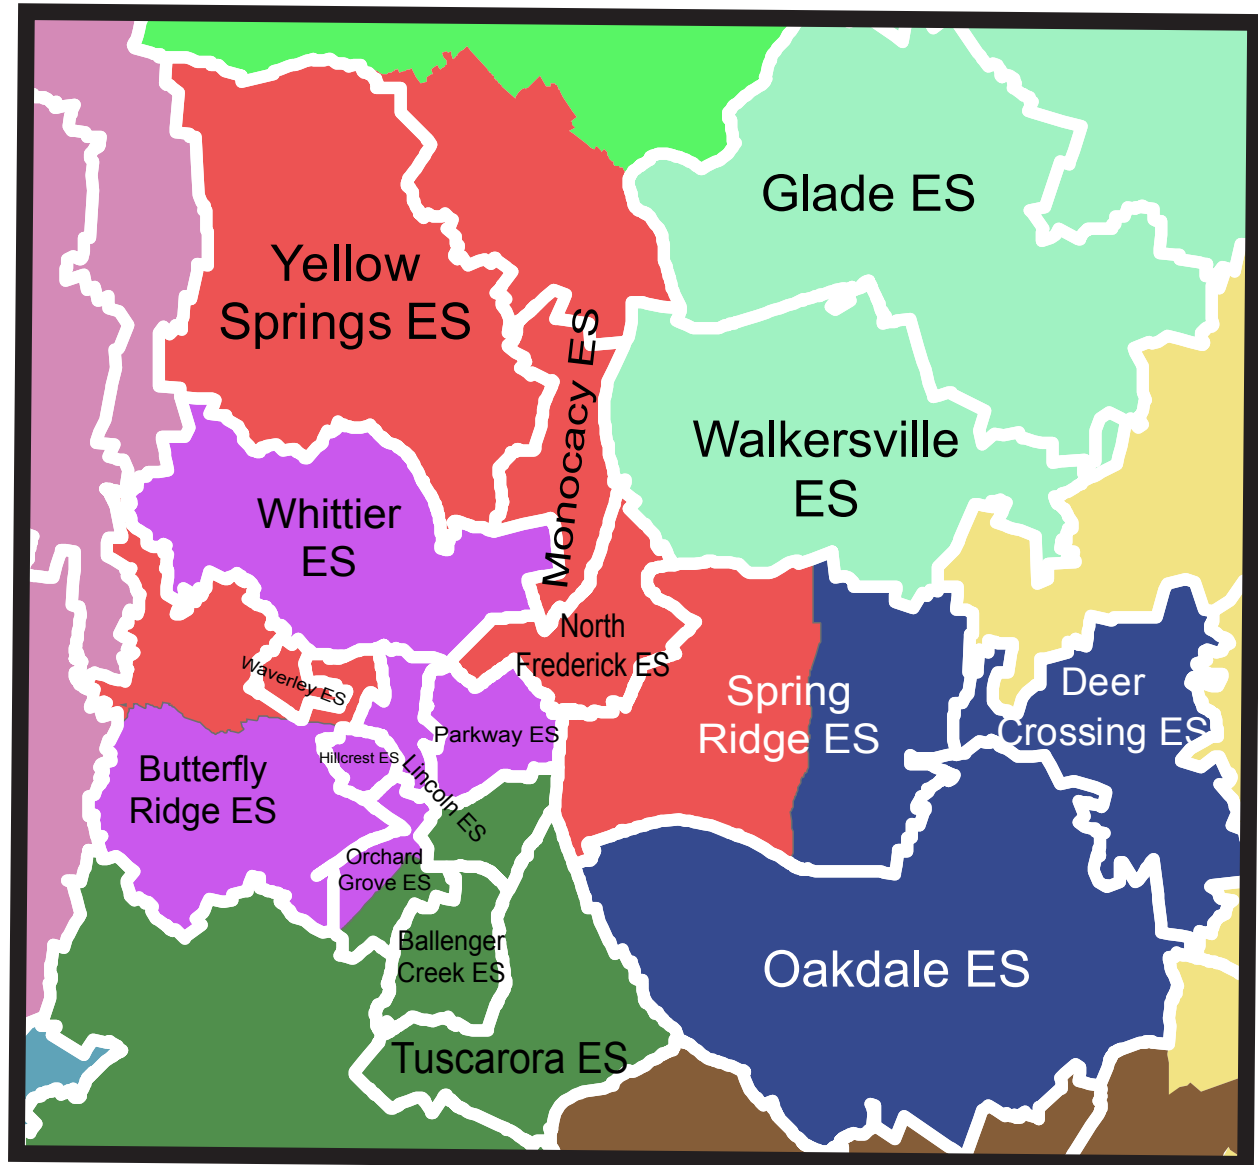 Glade ES
Yellow
Springs ES
Monocacy ES
Walkersville
ES
Whittier
ES
North
Frederick ES
Waverley ES
Spring
Ridge ES
Deer
Crossing ES
Parkway ES
Hillcrest ES
Lincoln ES
Butterfly
Ridge ES
Orchard
Grove ES
Ballenger
Creek ES
Oakdale ES
Tuscarora ES